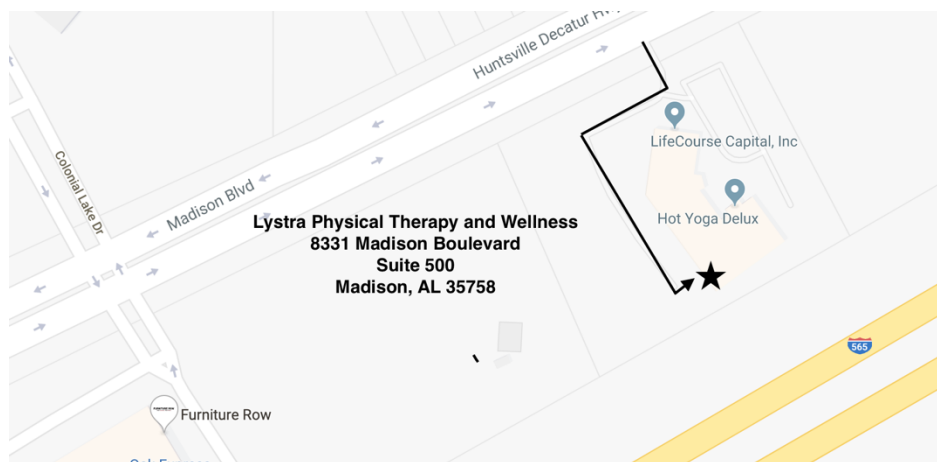 Huntsville Decatur Hwy
LifeCourse Capital, Inc
Colonial Lake Dr
Madison Blvd
Hot Yoga Delux
Lystra Physical Therapy and Wellness
8331 Madison Boulevard
Suite 500
Madison, AL 35758
565
Furniture Row